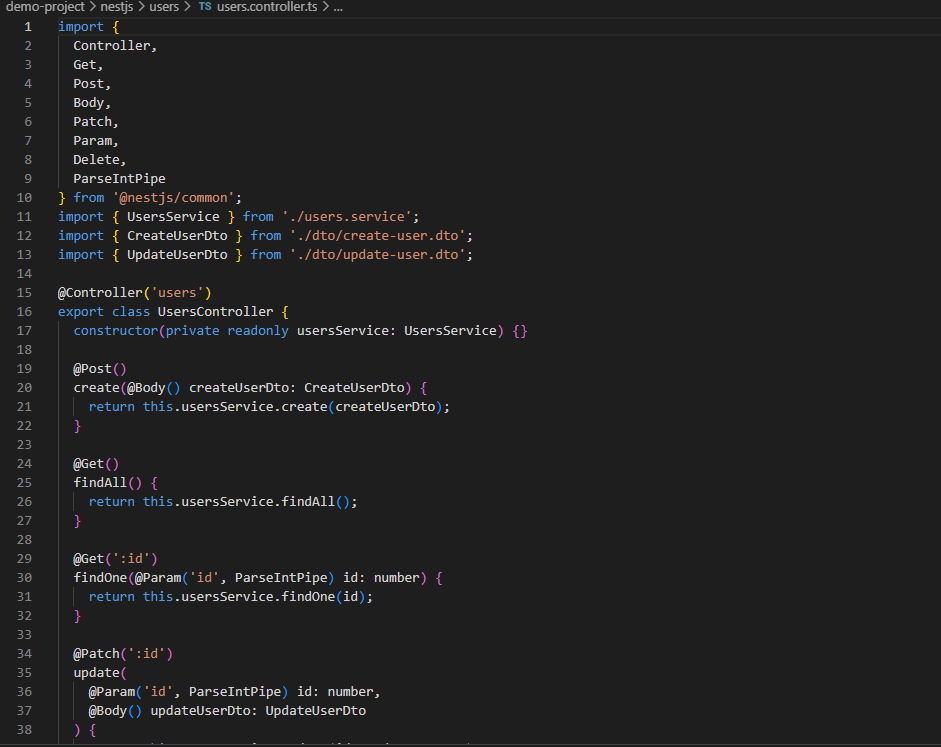 demo-project > nestjs > users > TS users.controller.ts > ...
1 import {
2   Controller,
3   Get,
4   Post,
5   Body,
6   Patch,
7   Param,
8   Delete,
9   ParseIntPipe
10 } from '@nestjs/common';
11 import { UsersService } from './users.service';
12 import { CreateUserDto } from './dto/create-user.dto';
13 import { UpdateUserDto } from './dto/update-user.dto';
14
15 @Controller('users')
16 export class UsersController {
17   constructor(private readonly usersService: UsersService) {}
18
19   @Post()
20   create(@Body() createUserDto: CreateUserDto) {
21     return this.usersService.create(createUserDto);
22   }
23
24   @Get()
25   findAll() {
26     return this.usersService.findAll();
27   }
28
29   @Get(':id')
30   findOne(@Param('id', ParseIntPipe) id: number) {
31     return this.usersService.findOne(id);
32   }
33
34   @Patch(':id')
35   update(
36     @Param('id', ParseIntPipe) id: number,
37     @Body() updateUserDto: UpdateUserDto
38   ) {